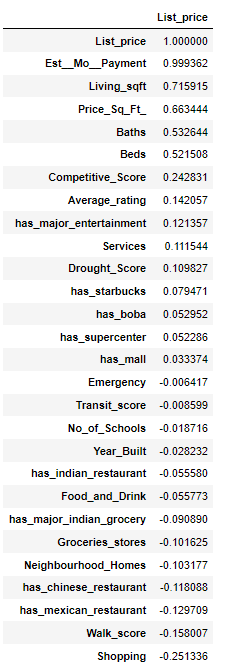 List_price
List_price 1.000000
Est__Mo__Payment 0.999362
Living_sqft 0.715915
Price_Sq_Ft_ 0.663444
Baths 0.532644
Beds 0.521508
Competitive_Score 0.242831
Average_rating 0.142057
has_major_entertainment 0.121357
Services 0.111544
Drought_Score 0.109827
has_starbucks 0.079471
has_boba 0.052952
has_supercenter 0.052286
has_mall 0.033374
Emergency -0.006417
Transit_score -0.008599
No_of_Schools -0.018716
Year_Built -0.028232
has_indian_restaurant -0.055580
Food_and_Drink -0.055773
has_major_indian_grocery -0.090890
Groceries_stores -0.101625
Neighbourhood_Homes -0.103177
has_chinese_restaurant -0.118088
has_mexican_restaurant -0.129709
Walk_score -0.158007
Shopping -0.251336